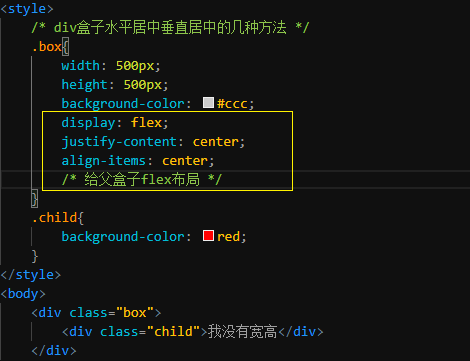 <style>
/* div盒子水平居中垂直居中的几种方法 */
.box{
width: 500px;
height: 500px;
background-color: #ccc;
display: flex;
justify-content: center;
align-items: center;
/* 给父盒子flex布局 */
}
.child{
background-color: red;
}
</style>
<body>
<div class="box">
<div class="child">我没有宽高</div>
</div>